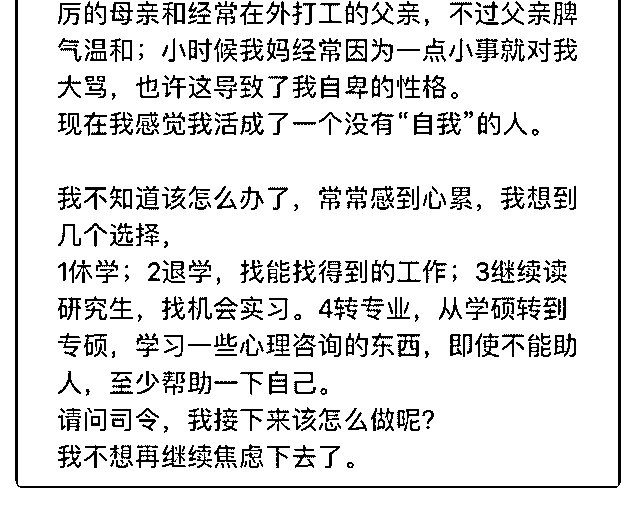 厉的母亲和经常在外打工的父亲，不过父亲脾
气温和；小时候我妈经常因为一点小事就对我
大骂，也许这导致了我自卑的性格。
现在我感觉我活成了一个没有“自我”的人。
我不知道该怎么办了，常常感到心累，我想到
几个选择，
1休学；2退学，找能找得到的工作；3继续读
研究生，找机会实习。4转专业，从学硕转到
专硕，学习一些心理咨询的东西，即使不能助
人，至少帮助一下自己。
请问司令，我接下来该怎么做呢？
我不想再继续焦虑下去了。